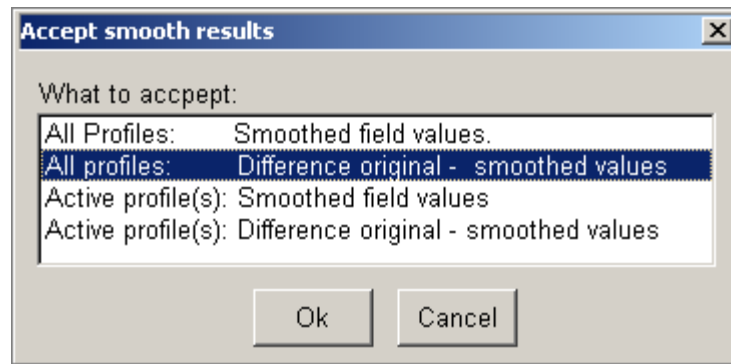 Accept smooth results
What to accpept:
All Profiles: Smoothed field values.
All profiles: Difference original - smoothed values
Active profile(s): Smoothed field values
Active profile(s): Difference original - smoothed values
Ok Cancel